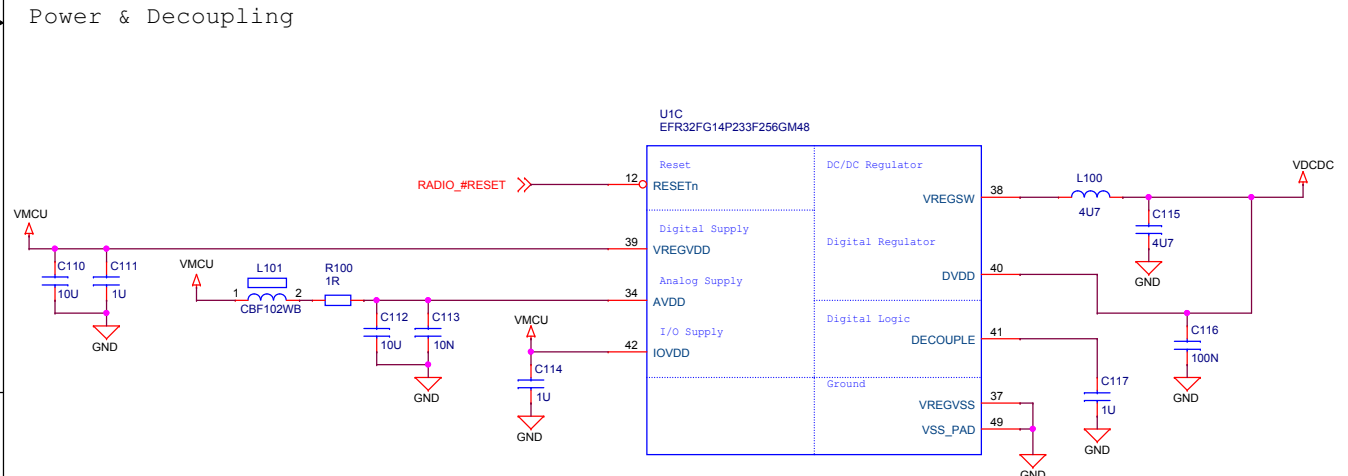 Power & Decoupling
U1C
EFR32FG14P233F256GM48
Reset
DC/DC Regulator
RADIO_#RESET
12
RESETn
VREGSW
38
L100
4U7
VDCDC
C115
4U7
GND
VMCU
C110
10U
C111
1U
GND
Digital Supply
39
VREGVDD
Digital Regulator
DVDD
40
VMCU
L101
1
2
CBF102WB
R100
1R
Analog Supply
34
AVDD
C112
10U
C113
10N
GND
VMCU
I/O Supply
42
IOVDD
C114
1U
GND
Digital Logic
DECOUPLE
41
C116
100N
GND
C117
1U
GND
Ground
VREGVSS
37
VSS_PAD
49
GND